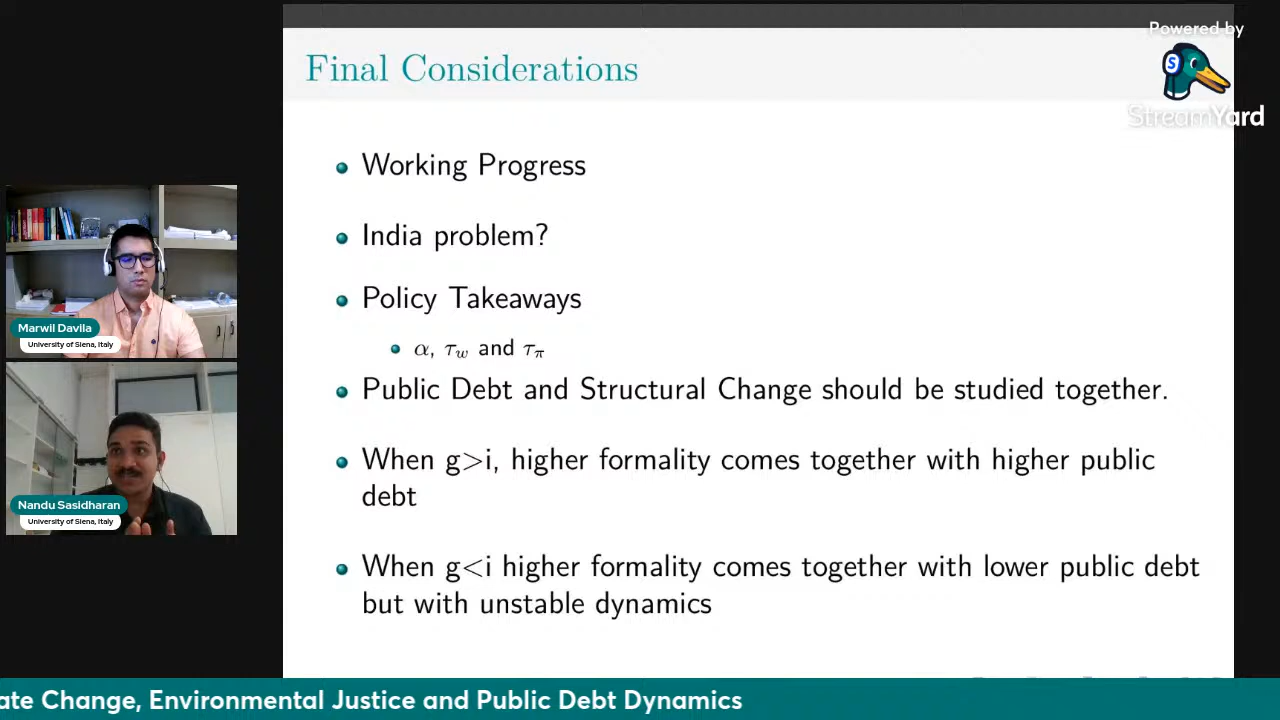 Powered by
StreamYard
Final Considerations
Working Progress
India problem?
Policy Takeaways
α, τw and τπ
Public Debt and Structural Change should be studied together.
When g>i, higher formality comes together with higher public
debt
When g<i higher formality comes together with lower public debt
but with unstable dynamics
Marwil Davila
University of Siena, Italy
Nandu Sasidharan
University of Siena, Italy
ate Change, Environmental Justice and Public Debt Dynamics